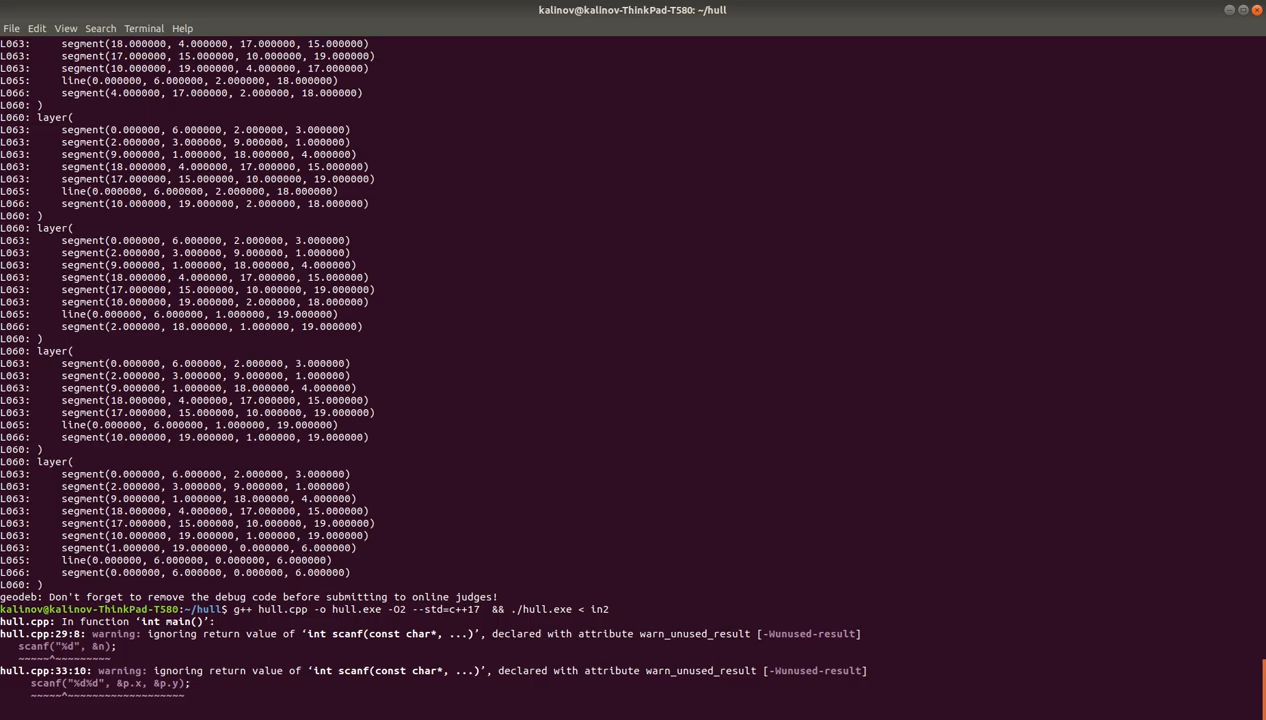 kalinov@kalinov-ThinkPad-T580: ~/hull
File Edit View Search Terminal Help
L063:     segment(18.000000, 4.000000, 17.000000, 15.000000)
L063:     segment(17.000000, 15.000000, 10.000000, 19.000000)
L063:     segment(10.000000, 19.000000, 4.000000, 17.000000)
L065:     line(0.000000, 6.000000, 2.000000, 18.000000)
L066:     segment(4.000000, 17.000000, 2.000000, 18.000000)
L060: )
L060: layer(
L063:     segment(0.000000, 6.000000, 2.000000, 3.000000)
L063:     segment(2.000000, 3.000000, 9.000000, 1.000000)
L063:     segment(9.000000, 1.000000, 18.000000, 4.000000)
L063:     segment(18.000000, 4.000000, 17.000000, 15.000000)
L063:     segment(17.000000, 15.000000, 10.000000, 19.000000)
L065:     line(0.000000, 6.000000, 2.000000, 18.000000)
L066:     segment(10.000000, 19.000000, 2.000000, 18.000000)
L060: )
L060: layer(
L063:     segment(0.000000, 6.000000, 2.000000, 3.000000)
L063:     segment(2.000000, 3.000000, 9.000000, 1.000000)
L063:     segment(9.000000, 1.000000, 18.000000, 4.000000)
L063:     segment(18.000000, 4.000000, 17.000000, 15.000000)
L063:     segment(17.000000, 15.000000, 10.000000, 19.000000)
L063:     segment(10.000000, 19.000000, 2.000000, 18.000000)
L065:     line(0.000000, 6.000000, 1.000000, 19.000000)
L066:     segment(2.000000, 18.000000, 1.000000, 19.000000)
L060: )
L060: layer(
L063:     segment(0.000000, 6.000000, 2.000000, 3.000000)
L063:     segment(2.000000, 3.000000, 9.000000, 1.000000)
L063:     segment(9.000000, 1.000000, 18.000000, 4.000000)
L063:     segment(18.000000, 4.000000, 17.000000, 15.000000)
L063:     segment(17.000000, 15.000000, 10.000000, 19.000000)
L065:     line(0.000000, 6.000000, 1.000000, 19.000000)
L066:     segment(10.000000, 19.000000, 1.000000, 19.000000)
L060: )
L060: layer(
L063:     segment(0.000000, 6.000000, 2.000000, 3.000000)
L063:     segment(2.000000, 3.000000, 9.000000, 1.000000)
L063:     segment(9.000000, 1.000000, 18.000000, 4.000000)
L063:     segment(18.000000, 4.000000, 17.000000, 15.000000)
L063:     segment(17.000000, 15.000000, 10.000000, 19.000000)
L063:     segment(10.000000, 19.000000, 1.000000, 19.000000)
L063:     segment(1.000000, 19.000000, 0.000000, 6.000000)
L065:     line(0.000000, 6.000000, 0.000000, 6.000000)
L066:     segment(0.000000, 6.000000, 0.000000, 6.000000)
L060: )
geodeb: Don't forget to remove the debug code before submitting to online judges!
kalinov@kalinov-ThinkPad-T580:~/hull$ g++ hull.cpp -o hull.exe -O2 --std=c++17  && ./hull.exe < in2
hull.cpp: In function ‘int main()’:
hull.cpp:29:8: warning: ignoring return value of ‘int scanf(const char*, ...)’, declared with attribute warn_unused_result [-Wunused-result]
   scanf("%d", &n);
   ~~~~~^~~~~~~~~~
hull.cpp:33:10: warning: ignoring return value of ‘int scanf(const char*, ...)’, declared with attribute warn_unused_result [-Wunused-result]
     scanf("%d%d", &p.x, &p.y);
     ~~~~~^~~~~~~~~~~~~~~~~~~~